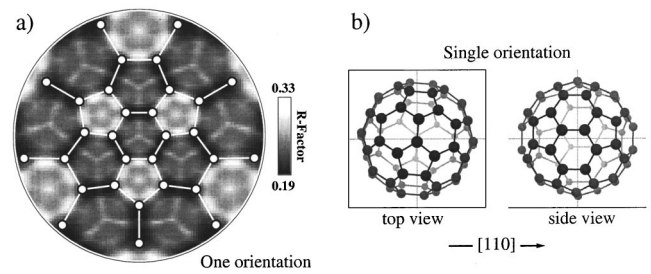 a)
0.33
R-Factor
0.19
One orientation
b)
Single orientation
top view
side view
[110]